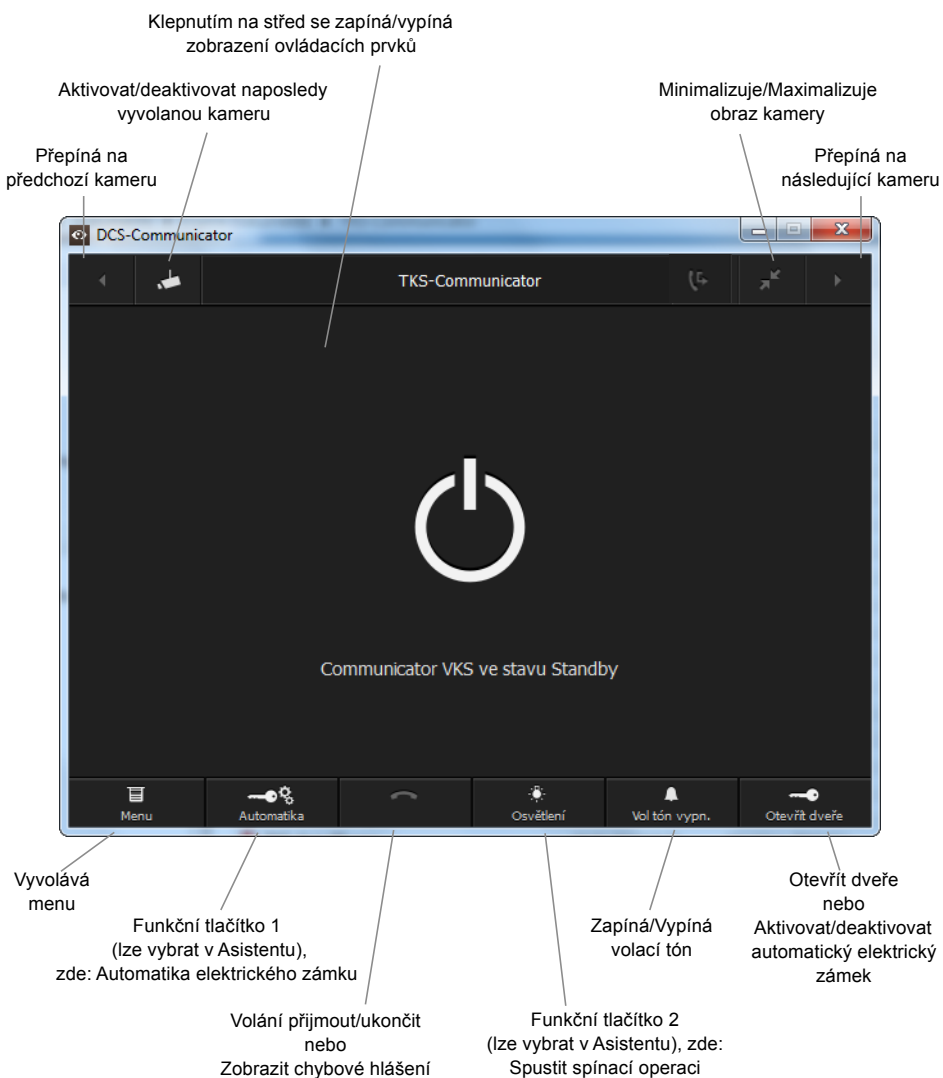 Klepnutím na střed se zapíná/vypíná
zobrazení ovládacích prvků
Aktivovat/deaktivovat naposledy
vyvolanou kameru
Minimalizuje/Maximalizuje
obraz kamery
Přepíná na
předchozí kameru
Přepíná na
následující kameru
DCS-Communicator
TKS-Communicator
Communicator VKS ve stavu Standby
Menu
Automatika
Osvětlení
Vol tón vypn.
Otevřít dveře
Vyvolává
menu
Funkční tlačítko 1
(lze vybrat v Asistentu),
zde: Automatika elektrického zámku
Volání přijmout/ukončit
nebo
Zobrazit chybové hlášení
Funkční tlačítko 2
(lze vybrat v Asistentu), zde:
Spustit spínací operaci
Zapíná/Vypíná
volací tón
Otevřít dveře
nebo
Aktivovat/deaktivovat
automatický elektrický
zámek